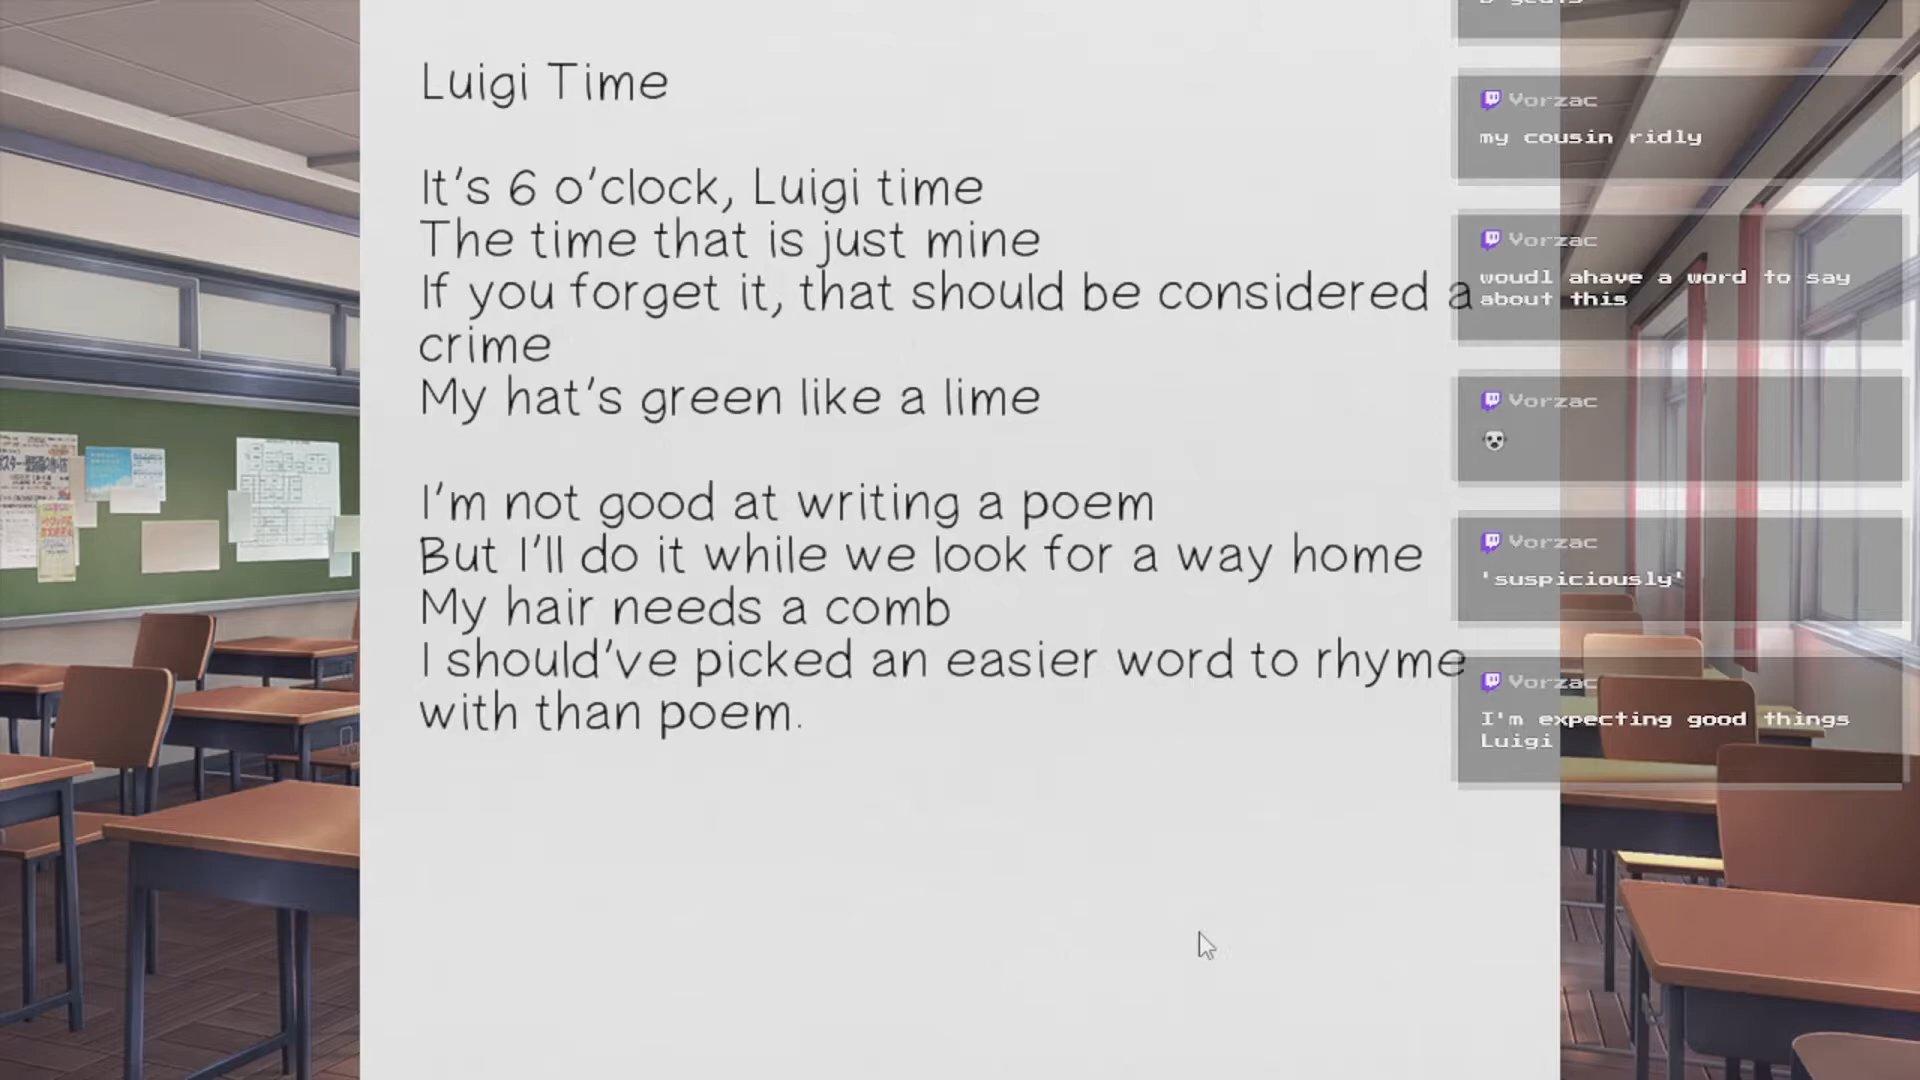 Luigi Time
It's 6 o'clock, Luigi time
The time that is just mine
If you forget it, that should be considered a
crime
My hat's green like a lime
I'm not good at writing a poem
But I'll do it while we look for a way home
My hair needs a comb
I should've picked an easier word to rhyme
with than poem.
Vorzac
my cousin ridly
Vorzac
woudl ahave a word to say
about this
Vorzac
Vorzac
'suspiciously'
Vorzac
I'm expecting good things
Luigi